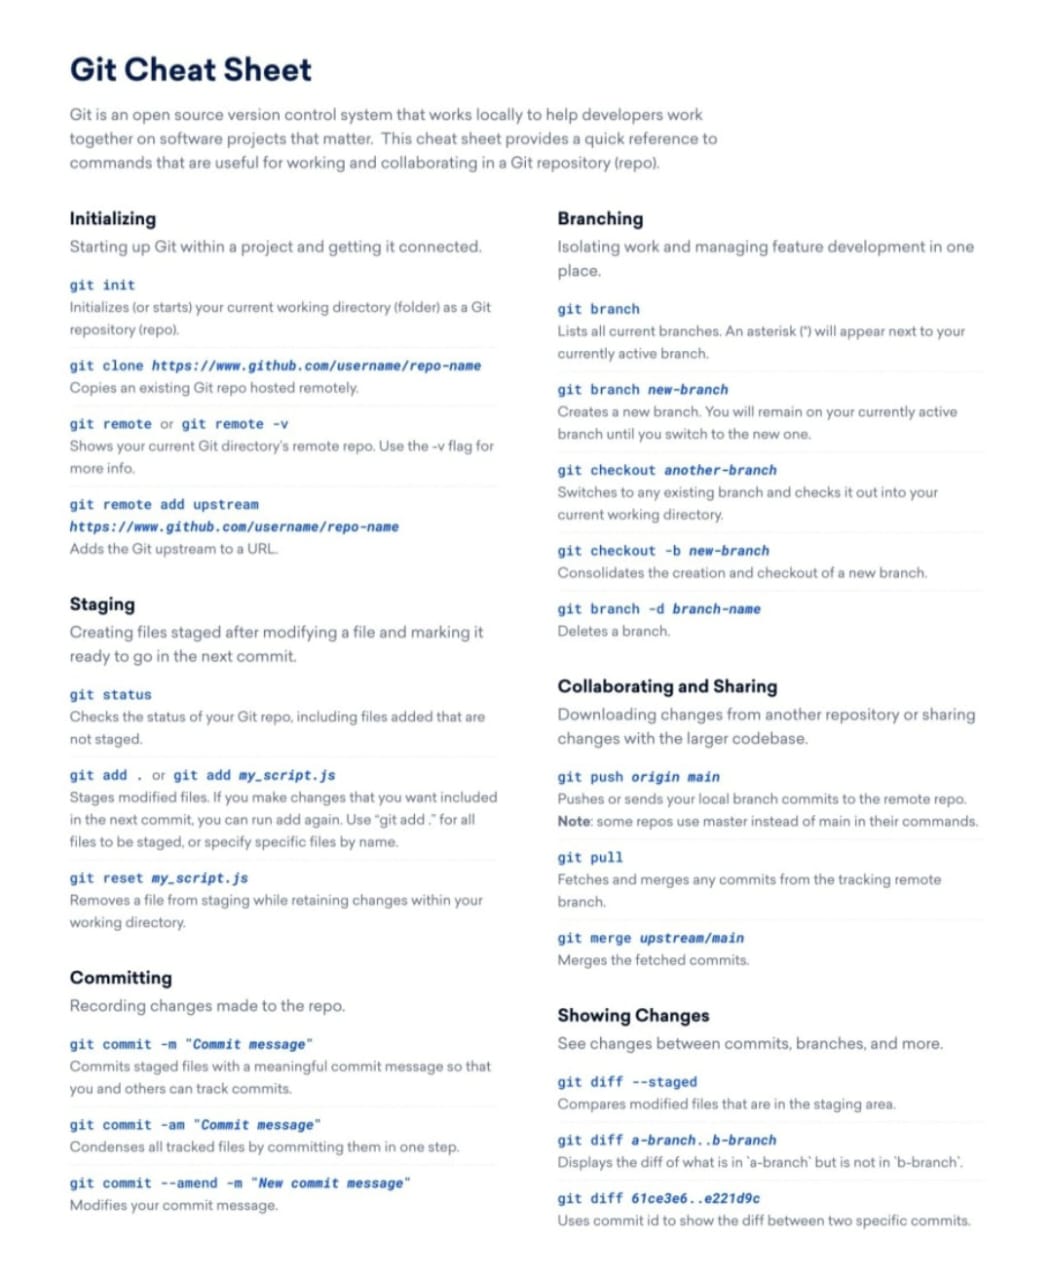 Git Cheat Sheet
Git is an open source version control system that works locally to help developers work
together on software projects that matter. This cheat sheet provides a quick reference to
commands that are useful for working and collaborating in a Git repository (repo).
Initializing
Starting up Git within a project and getting it connected.
git init
Initializes (or starts) your current working directory (folder) as a Git
repository (repo).
git clone https://www.github.com/username/repo-name
Copies an existing Git repo hosted remotely.
git remote or git remote -v
Shows your current Git directory's remote repo. Use the -v flag for
more info.
git remote add upstream
https://www.github.com/username/repo-name
Adds the Git upstream to a URL.
Staging
Creating files staged after modifying a file and marking it
ready to go in the next commit.
git status
Checks the status of your Git repo, including files added that are
not staged.
git add . or git add my_script.js
Stages modified files. If you make changes that you want included
in the next commit, you can run add again. Use "git add ." for all
files to be staged, or specify specific files by name.
git reset my_script.js
Removes a file from staging while retaining changes within your
working directory.
Committing
Recording changes made to the repo.
git commit -m "Commit message"
Commits staged files with a meaningful commit message so that
you and others can track commits.
git commit -am "Commit message"
Condenses all tracked files by committing them in one step.
git commit --amend -m "New commit message"
Modifies your commit message.
Branching
Isolating work and managing feature development in one
place.
git branch
Lists all current branches. An asterisk (*) will appear next to your
currently active branch.
git branch new-branch
Creates a new branch. You will remain on your currently active
branch until you switch to the new one.
git checkout another-branch
Switches to any existing branch and checks it out into your
current working directory.
git checkout -b new-branch
Consolidates the creation and checkout of a new branch.
git branch -d branch-name
Deletes a branch.
Collaborating and Sharing
Downloading changes from another repository or sharing
changes with the larger codebase.
git push origin main
Pushes or sends your local branch commits to the remote repo.
Note: some repos use master instead of main in their commands.
git pull
Fetches and merges any commits from the tracking remote
branch.
git merge upstream/main
Merges the fetched commits.
Showing Changes
See changes between commits, branches, and more.
git diff --staged
Compares modified files that are in the staging area.
git diff a-branch..b-branch
Displays the diff of what is in `a-branch` but is not in `b-branch`.
git diff 61ce3e6..e221d9c
Uses commit id to show the diff between two specific commits.